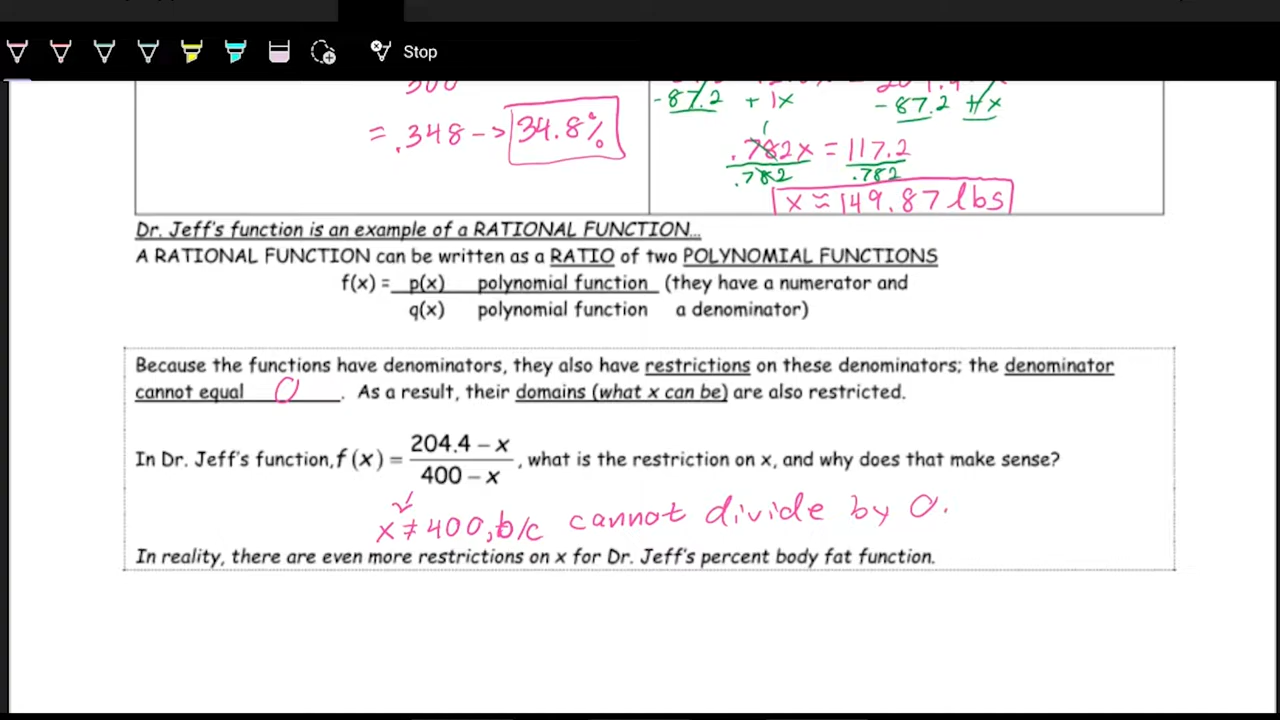 Stop
300
-87.2 + 1x -87.2 +x
= .348 -> 34.8%
.782x = 117.2
.782 .782
x ≈ 149.87 lbs
Dr. Jeff's function is an example of a RATIONAL FUNCTION...
A RATIONAL FUNCTION can be written as a RATIO of two POLYNOMIAL FUNCTIONS
f(x) = p(x) polynomial function (they have a numerator and
q(x) polynomial function a denominator)
Because the functions have denominators, they also have restrictions on these denominators; the denominator
cannot equal 0. As a result, their domains (what x can be) are also restricted.
204.4 – x
In Dr. Jeff's function, f (x) = , what is the restriction on x, and why does that make sense?
400 – x
x ≠ 400, b/c cannot divide by 0.
In reality, there are even more restrictions on x for Dr. Jeff's percent body fat function.